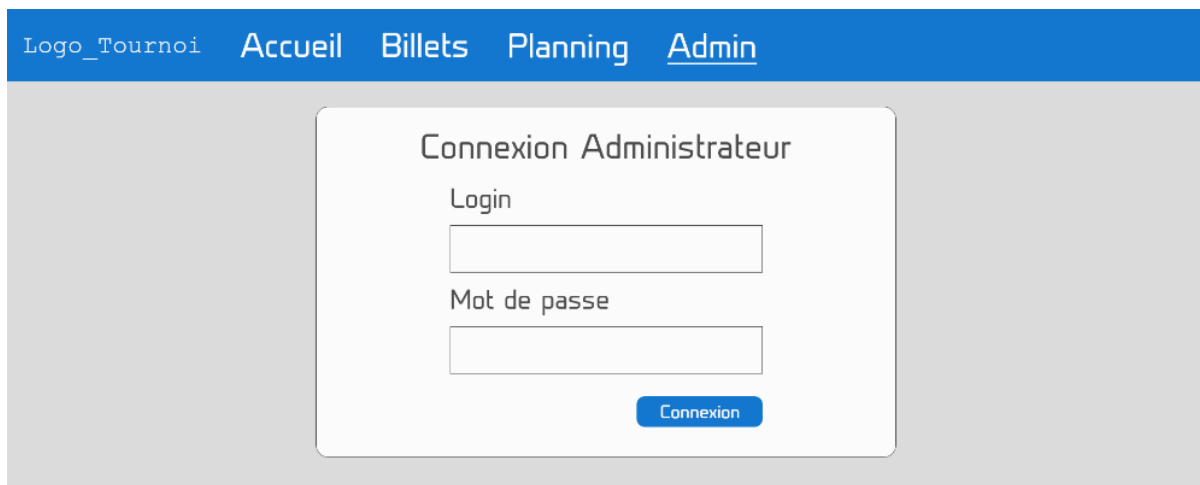 Logo_Tournoi Accueil Billets Planning Admin
Connexion Administrateur
Login
Mot de passe
Connexion